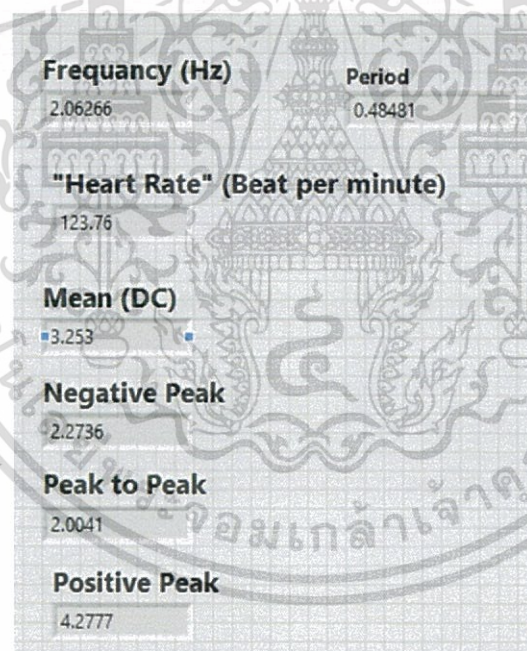 Frequancy (Hz) Period
2.06266 0.48481
"Heart Rate" (Beat per minute)
123.76
Mean (DC)
3.253
Negative Peak
2.2736
Peak to Peak
2.0041
Positive Peak
4.2777